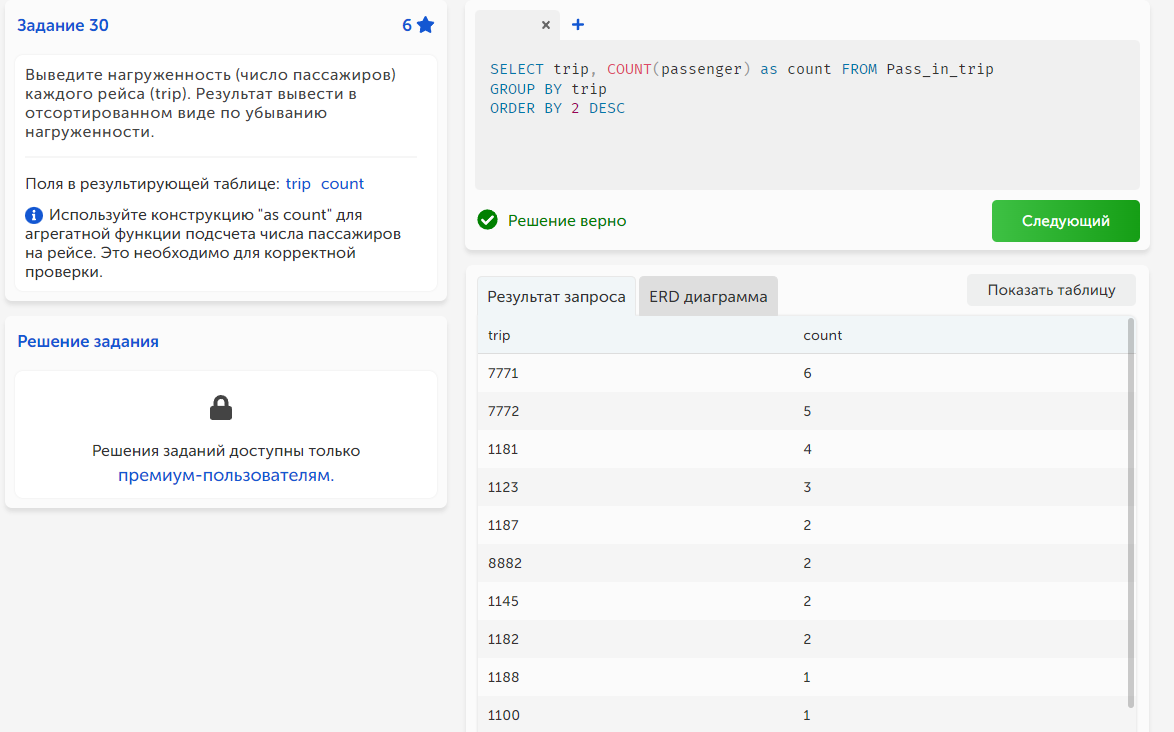 Задание 30
6
Выведите нагруженность (число пассажиров)
каждого рейса (trip). Результат вывести в
отсортированном виде по убыванию
нагруженности.
Поля в результирующей таблице: trip count
Используйте конструкцию "as count" для
агрегатной функции подсчета числа пассажиров
на рейсе. Это необходимо для корректной
проверки.
Решение задания
Решения заданий доступны только
премиум-пользователям.
× +
SELECT trip, COUNT(passenger) as count FROM Pass_in_trip
GROUP BY trip
ORDER BY 2 DESC
Решение верно
Следующий
Результат запроса
ERD диаграмма
Показать таблицу
trip count
7771 6
7772 5
1181 4
1123 3
1187 2
8882 2
1145 2
1182 2
1188 1
1100 1